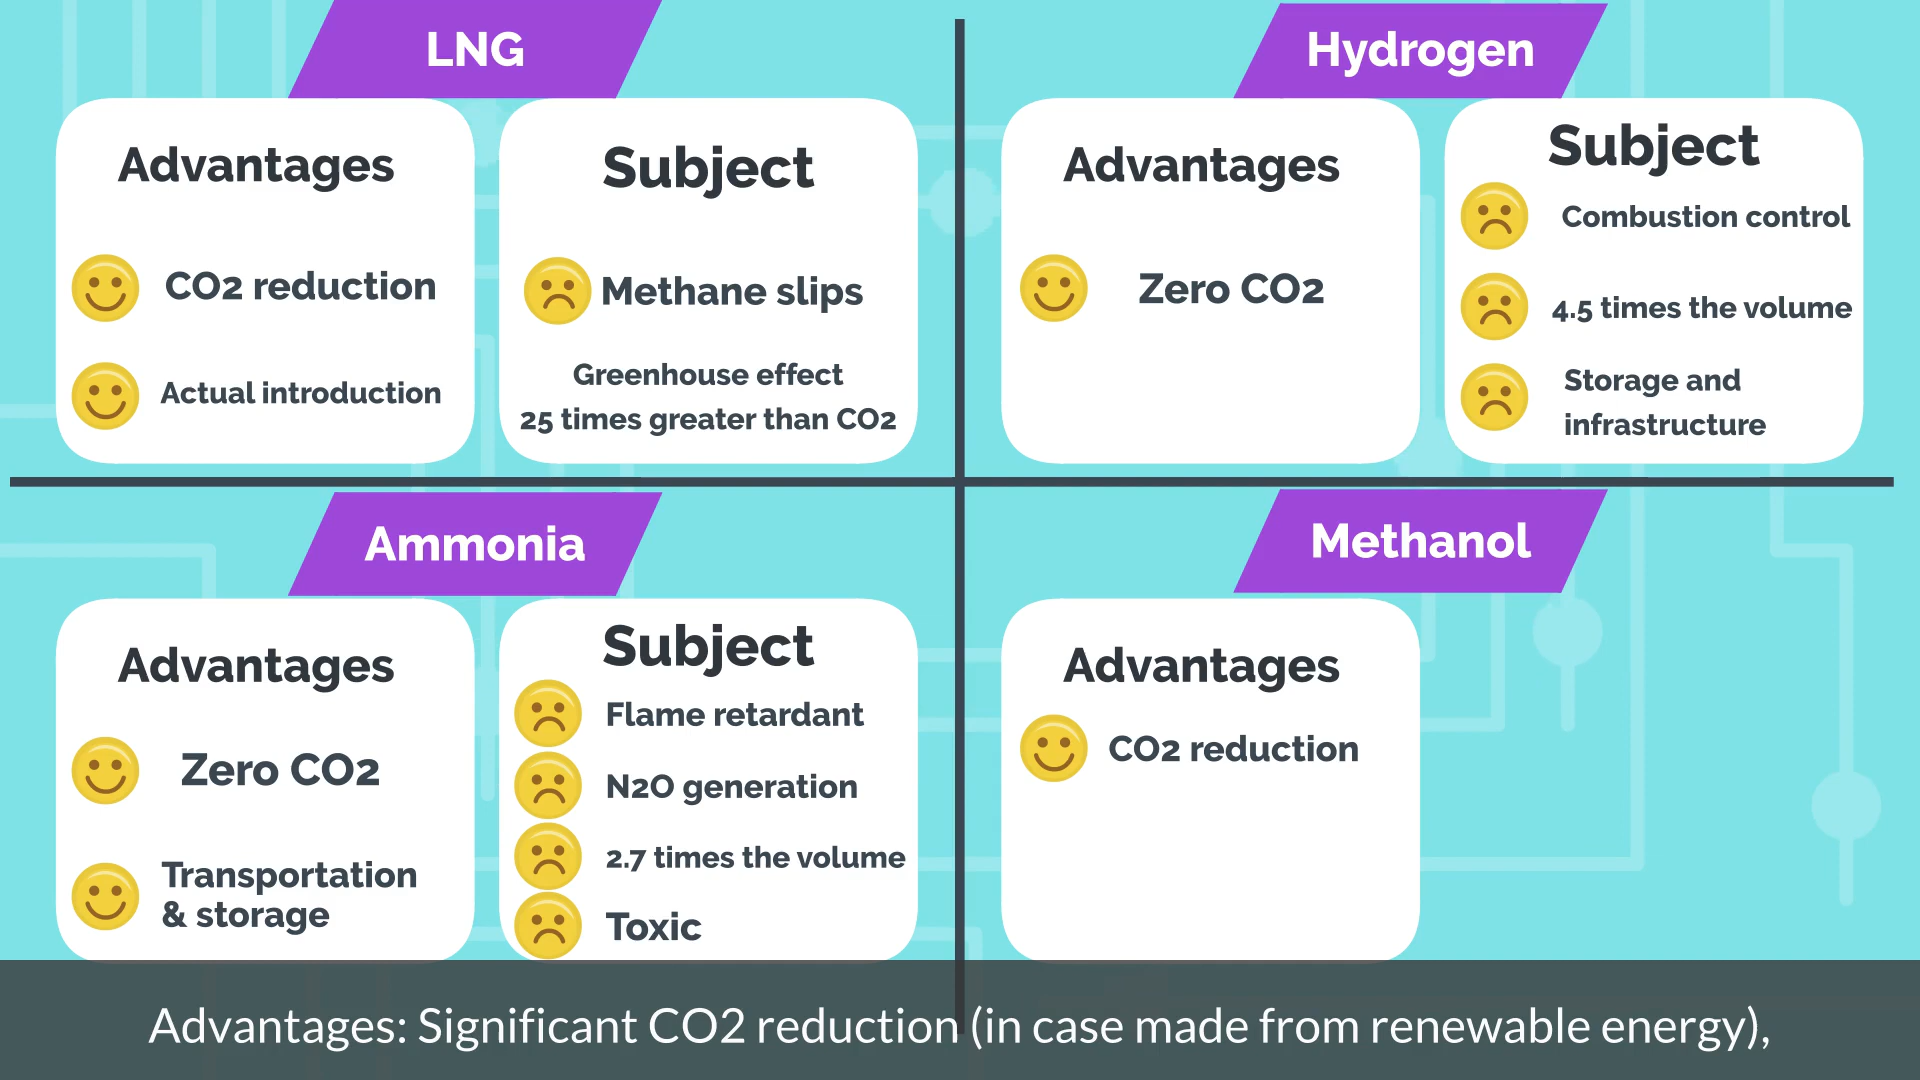 LNG
Advantages
CO2 reduction
Actual introduction
Subject
Methane slips
Greenhouse effect
25 times greater than CO2
Hydrogen
Advantages
Zero CO2
Subject
Combustion control
4.5 times the volume
Storage and
infrastructure
Ammonia
Advantages
Zero CO2
Transportation
& storage
Subject
Flame retardant
N2O generation
2.7 times the volume
Toxic
Methanol
Advantages
CO2 reduction
Advantages: Significant CO2 reduction (in case made from renewable energy),